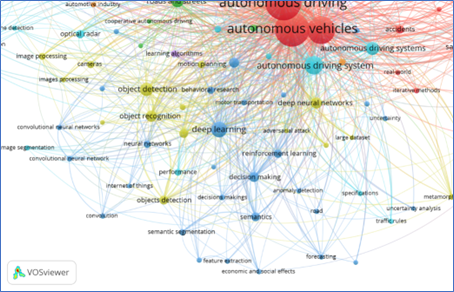 autonomous driving
automotive industry
roads and streets
cooperative autonomous driving
autonomous vehicles
accidents
optical radar
learning algorithms
autonomous driving systems
image processing
cameras
motion planning
autonomous driving system
real-world
images processing
object detection
behavioral research
iterative methods
motor transportation
deep neural networks
object recognition
uncertainty
convolutional neural networks
deep learning
adversarial attack
large dataset
image segmentation
neural networks
reinforcement learning
convolutional neural network
performance
decision making
internet of things
anomaly detection
specifications
objects detection
decision makings
road
uncertainty analysis
convolution
semantics
traffic rules
semantic segmentation
feature extraction
forecasting
economic and social effects
VOSviewer